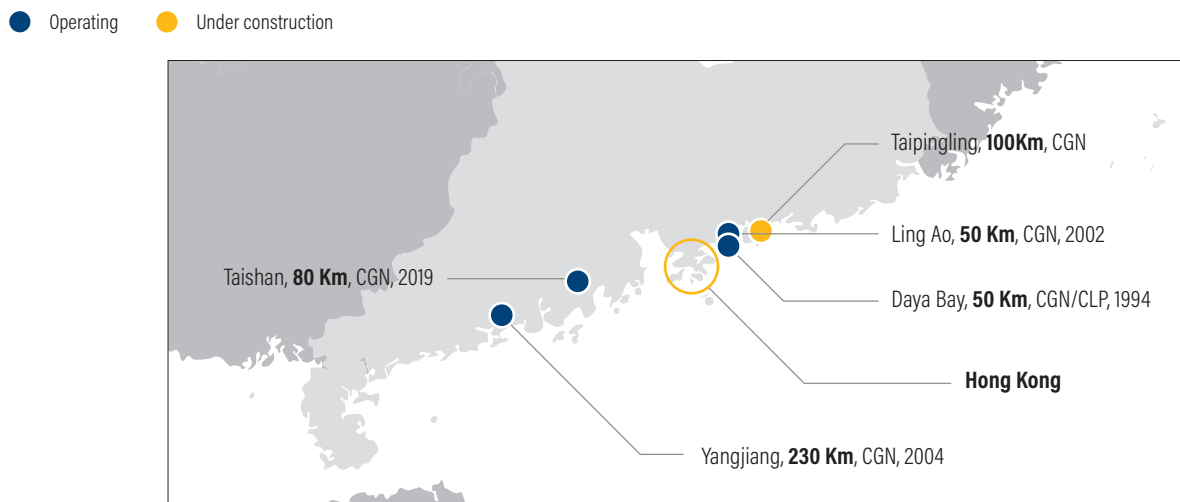 Operating
Under construction
Taipingling, 100Km, CGN
Ling Ao, 50 Km, CGN, 2002
Taishan, 80 Km, CGN, 2019
Daya Bay, 50 Km, CGN/CLP, 1994
Hong Kong
Yangjiang, 230 Km, CGN, 2004